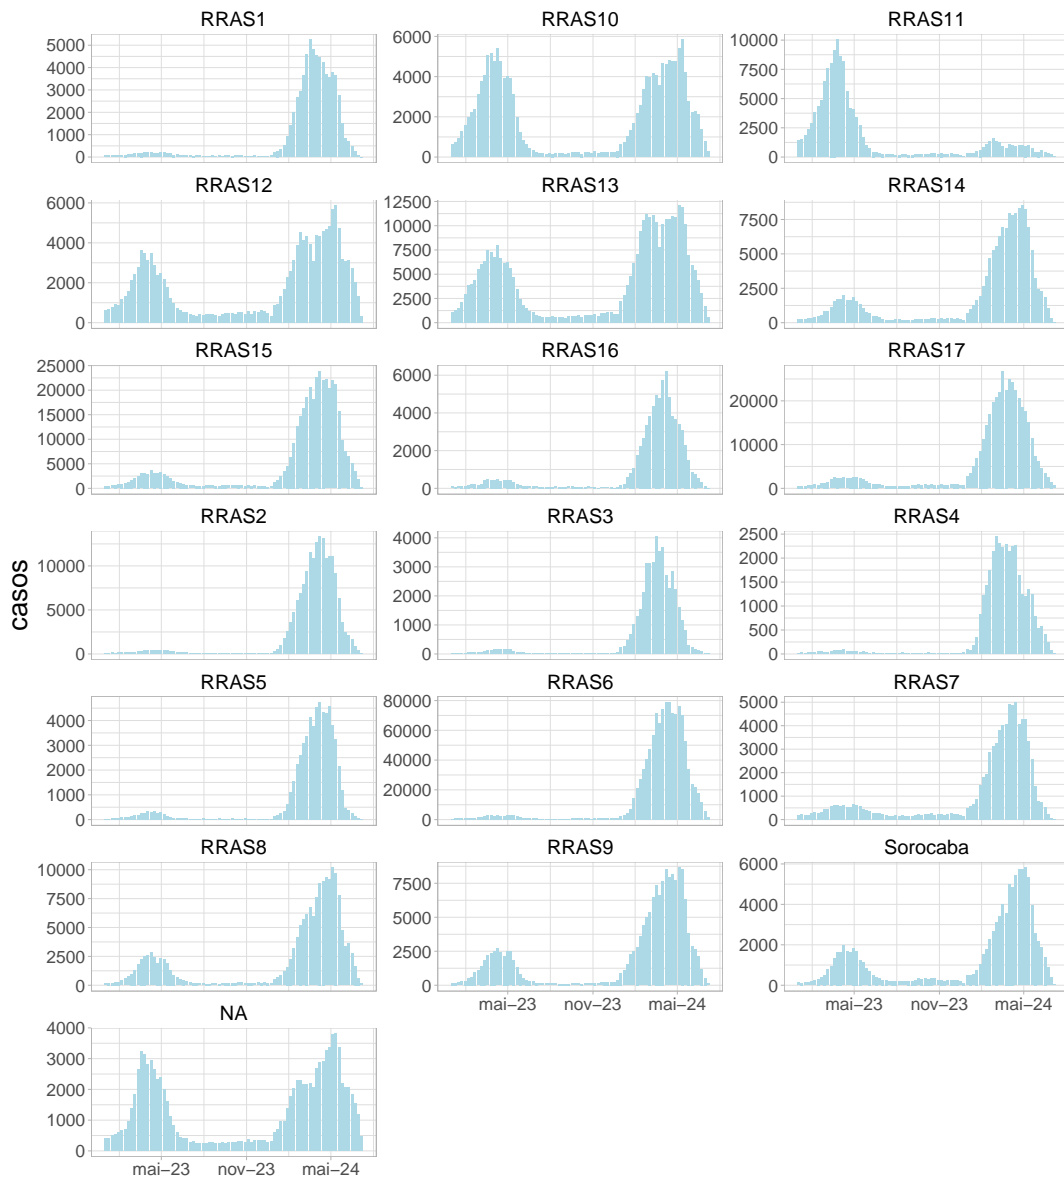 RRAS1 RRAS10 RRAS11
5000 6000 10000
4000 7500
3000 4000 5000
2000 2000 2500
1000
0 0 0
RRAS12 RRAS13 RRAS14
6000 12500 7500
10000
4000 7500 5000
2000 5000 2500
2500
0 0 0
RRAS15 RRAS16 RRAS17
25000 6000 20000
20000
15000 4000
10000 2000 10000
5000
0 0 0
RRAS2 RRAS3 RRAS4
10000 4000 2500
3000 2000
5000 2000 1500
1000 1000
500
0 0 0
casos
RRAS5 RRAS6 RRAS7
80000 5000
4000 60000 4000
3000 3000
2000 40000 2000
1000 20000 1000
0 0 0
RRAS8 RRAS9 Sorocaba
10000 7500 6000
7500 4000
5000 5000
2500 2500 2000
0 0 0
mai−23 nov−23 mai−24 mai−23 nov−23 mai−24
NA
4000
3000
2000
1000
0
mai−23 nov−23 mai−24